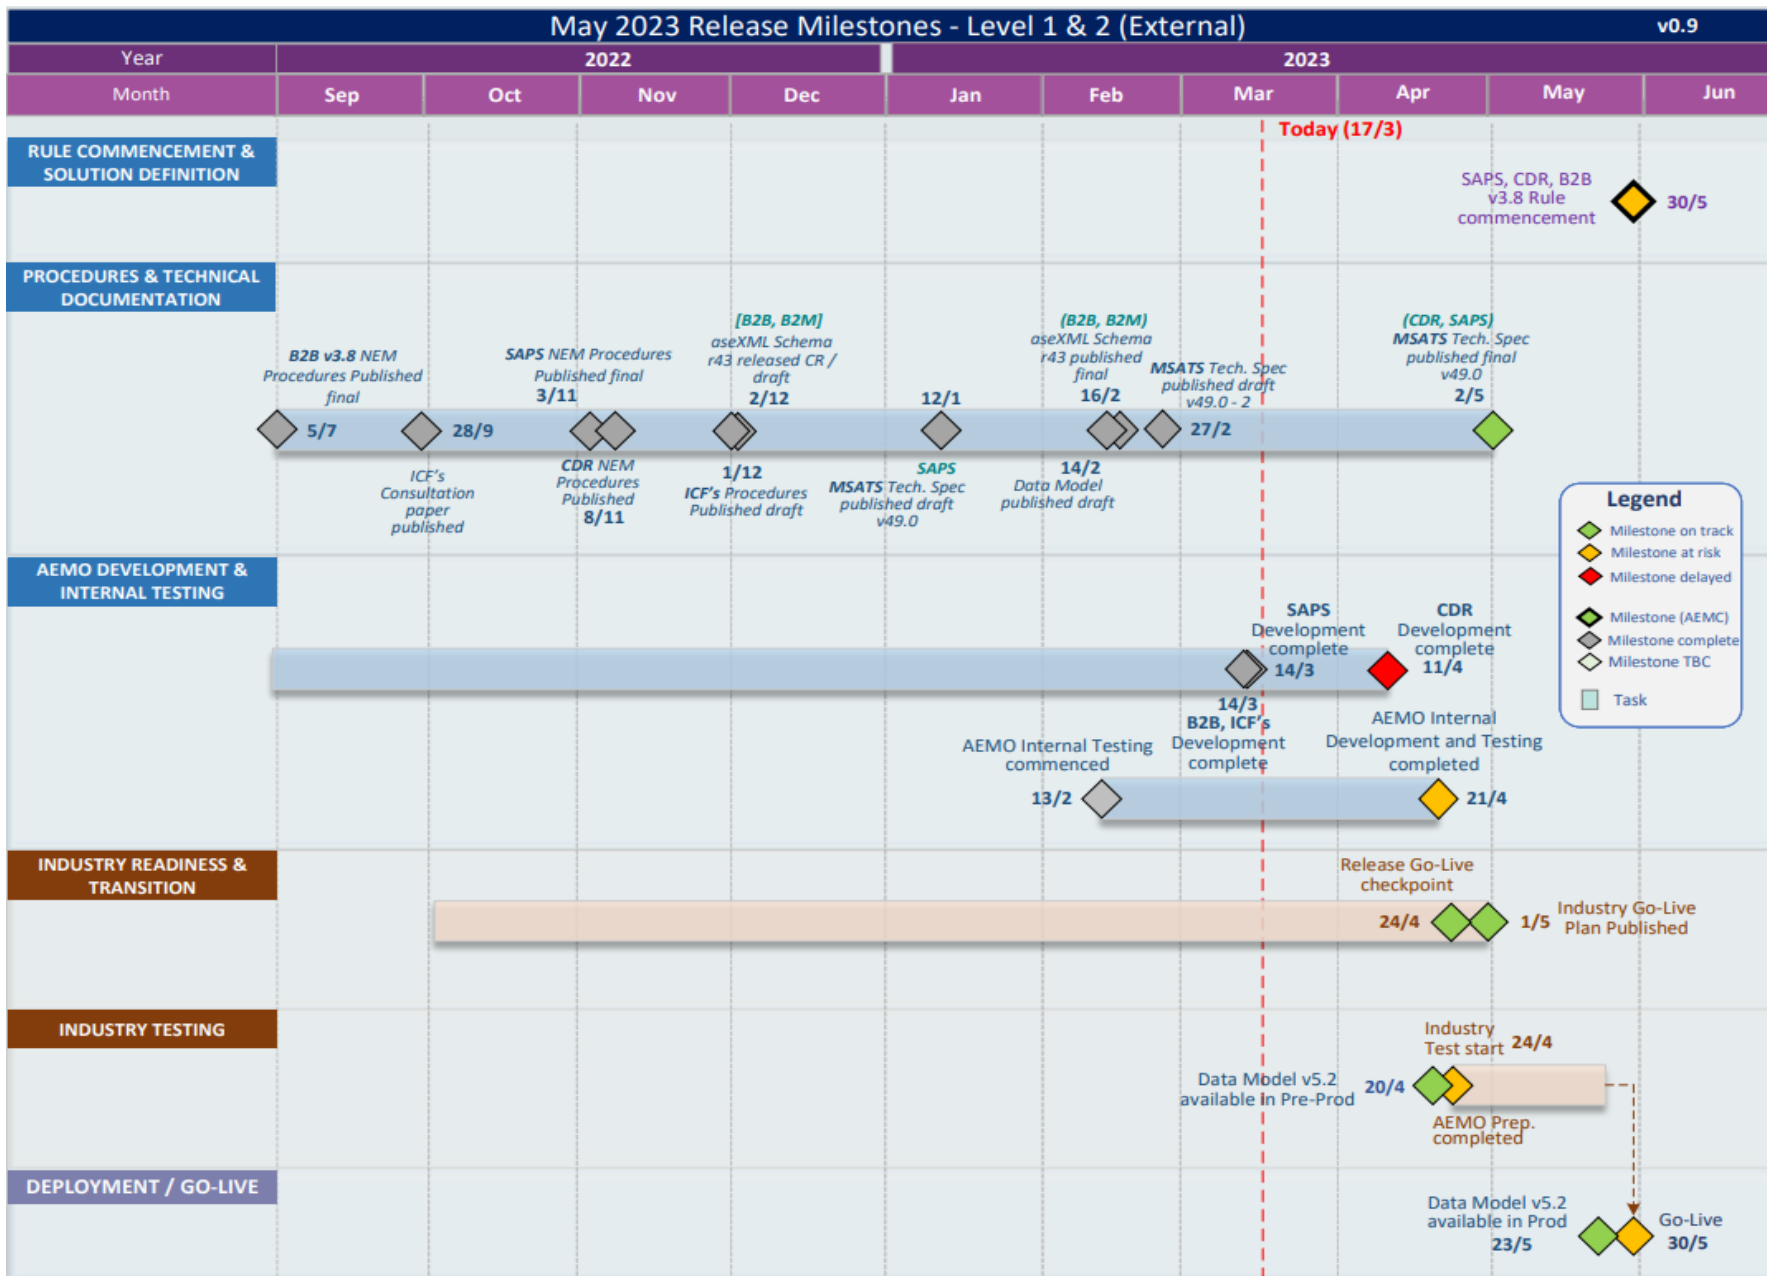 May 2023 Release Milestones - Level 1 & 2 (External)
v0.9
Year
2022
2023
Month
Sep
Oct
Nov
Dec
Jan
Feb
Mar
Apr
May
Jun
Today (17/3)
RULE COMMENCEMENT &
SOLUTION DEFINITION
SAPS, CDR, B2B
v3.8 Rule
commencement
30/5
PROCEDURES & TECHNICAL
DOCUMENTATION
B2B v3.8 NEM
Procedures Published
final
5/7
28/9
ICF's
Consultation
paper
published
SAPS NEM Procedures
Published final
3/11
CDR NEM
Procedures
Published
8/11
[B2B, B2M]
aseXML Schema
r43 released CR /
draft
2/12
1/12
ICF's Procedures
Published draft
12/1
SAPS
MSATS Tech. Spec
published draft
v49.0
(B2B, B2M)
aseXML Schema
r43 published
final
16/2
14/2
Data Model
published draft
MSATS Tech. Spec
published draft
v49.0 - 2
27/2
(CDR, SAPS)
MSATS Tech. Spec
published final
v49.0
2/5
Legend
Milestone on track
Milestone at risk
Milestone delayed
Milestone (AEMC)
Milestone complete
Milestone TBC
Task
AEMO DEVELOPMENT &
INTERNAL TESTING
SAPS
Development
complete
14/3
CDR
Development
complete
11/4
14/3
B2B, ICF's
Development
complete
AEMO Internal Testing
commenced
13/2
AEMO Internal
Development and Testing
completed
21/4
INDUSTRY READINESS &
TRANSITION
Release Go-Live
checkpoint
24/4
1/5
Industry Go-Live
Plan Published
INDUSTRY TESTING
Industry
Test start 24/4
Data Model v5.2
available in Pre-Prod
20/4
AEMO Prep.
completed
DEPLOYMENT / GO-LIVE
Data Model v5.2
available in Prod
23/5
Go-Live
30/5